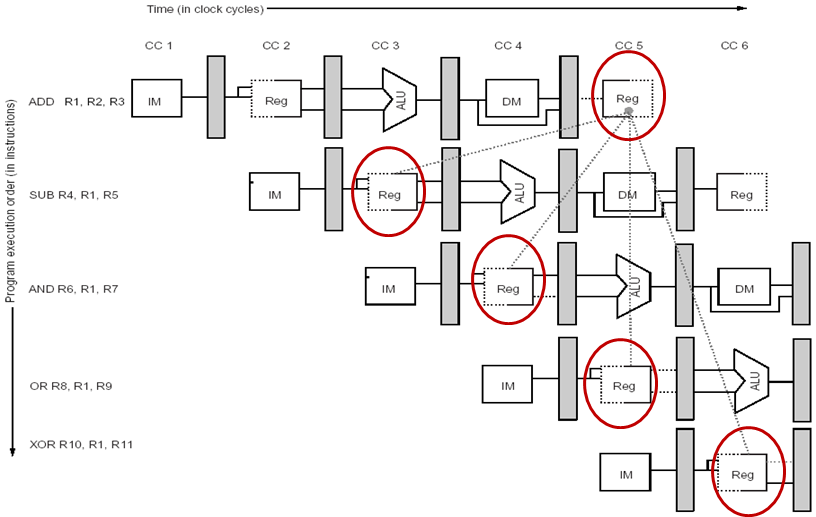 Time (in clock cycles)
CC 1 CC 2 CC 3 CC 4 CC 5 CC 6
Program execution order (in instructions)
ADD R1, R2, R3 IM Reg ALU DM Reg
SUB R4, R1, R5 IM Reg ALU DM Reg
AND R6, R1, R7 IM Reg ALU DM
OR R8, R1, R9 IM Reg ALU
XOR R10, R1, R11 IM Reg